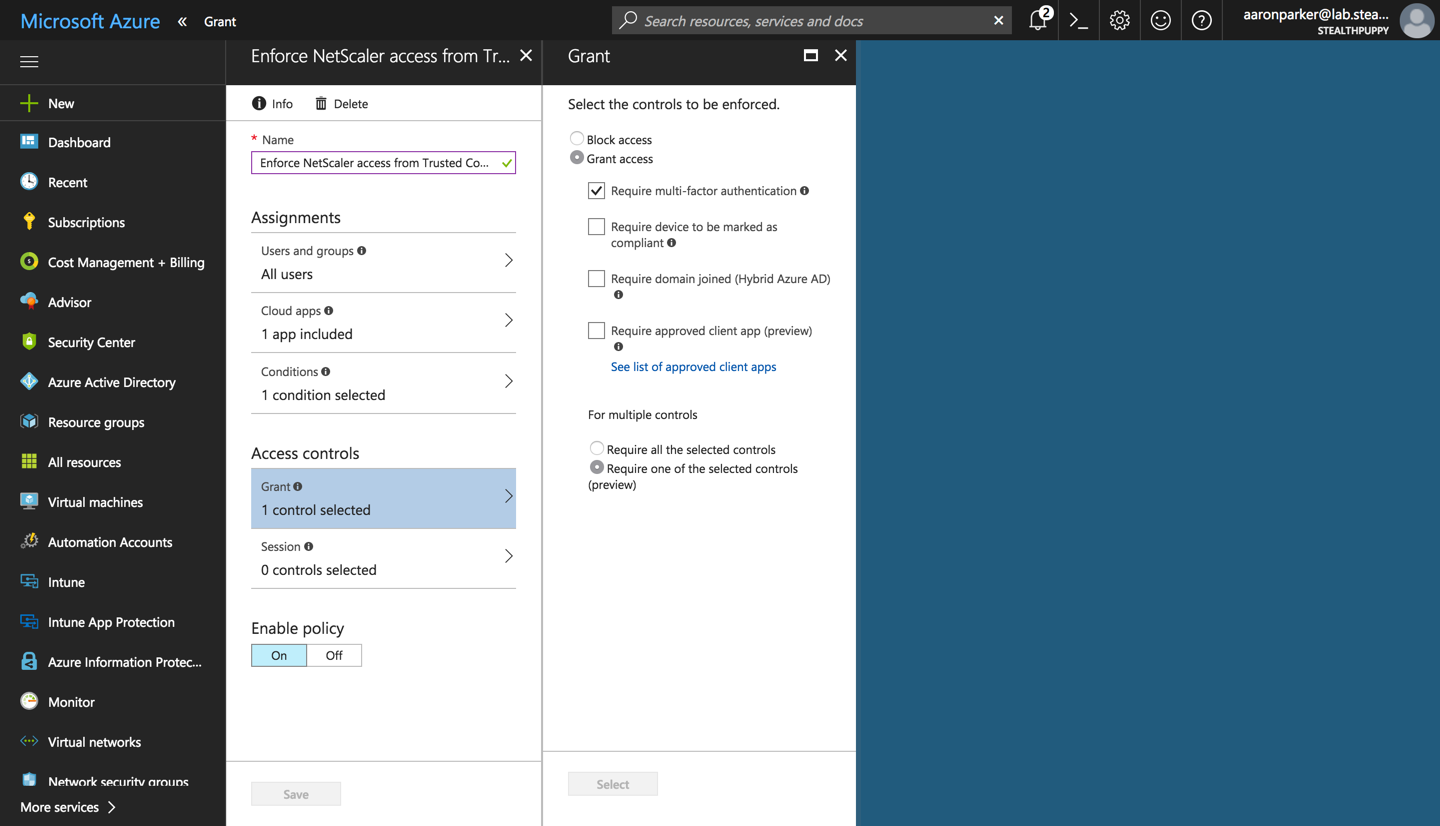 Microsoft Azure « Grant
Search resources, services and docs
2
aaronparker@lab.stea...
STEALTHPUPPY
New
Dashboard
Recent
Subscriptions
Cost Management + Billing
Advisor
Security Center
Azure Active Directory
Resource groups
All resources
Virtual machines
Automation Accounts
Intune
Intune App Protection
Azure Information Protec...
Monitor
Virtual networks
Network security groups
More services
Enforce NetScaler access from Tr...
Info Delete
* Name
Enforce NetScaler access from Trusted Co...
Assignments
Users and groups
All users
Cloud apps
1 app included
Conditions
1 condition selected
Access controls
Grant
1 control selected
Session
0 controls selected
Enable policy
On Off
Save
Grant
Select the controls to be enforced.
Block access
Grant access
Require multi-factor authentication
Require device to be marked as
compliant
Require domain joined (Hybrid Azure AD)
Require approved client app (preview)
See list of approved client apps
For multiple controls
Require all the selected controls
Require one of the selected controls
(preview)
Select